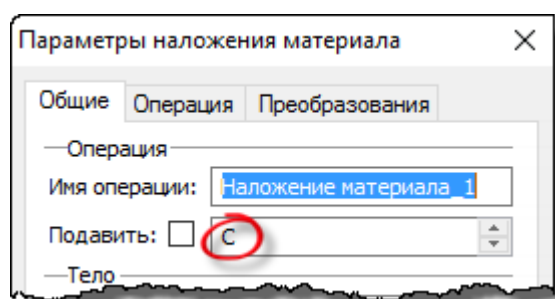 Параметры наложения материала
Общие Операция Преобразования
Операция
Имя операции: Наложение материала_1
Подавить: С
Тело